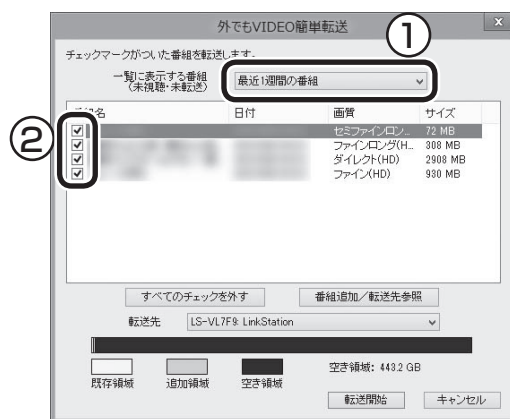 外でもVIDEO簡単転送
x
①
チェックマークがついた番組を転送します。
一覧に表示する番組
(未視聴・未転送)
最近1週間の番組
②
日付 画質 サイズ
セミファインロン... 72 MB
ファインロング(H... 308 MB
ダイレクト(HD) 2908 MB
ファイン(HD) 930 MB
すべてのチェックを外す
番組追加/転送先参照
転送先 LS-VL7F9: LinkStation
空き領域: 443.2 GB
既存領域 追加領域 空き領域
転送開始 キャンセル